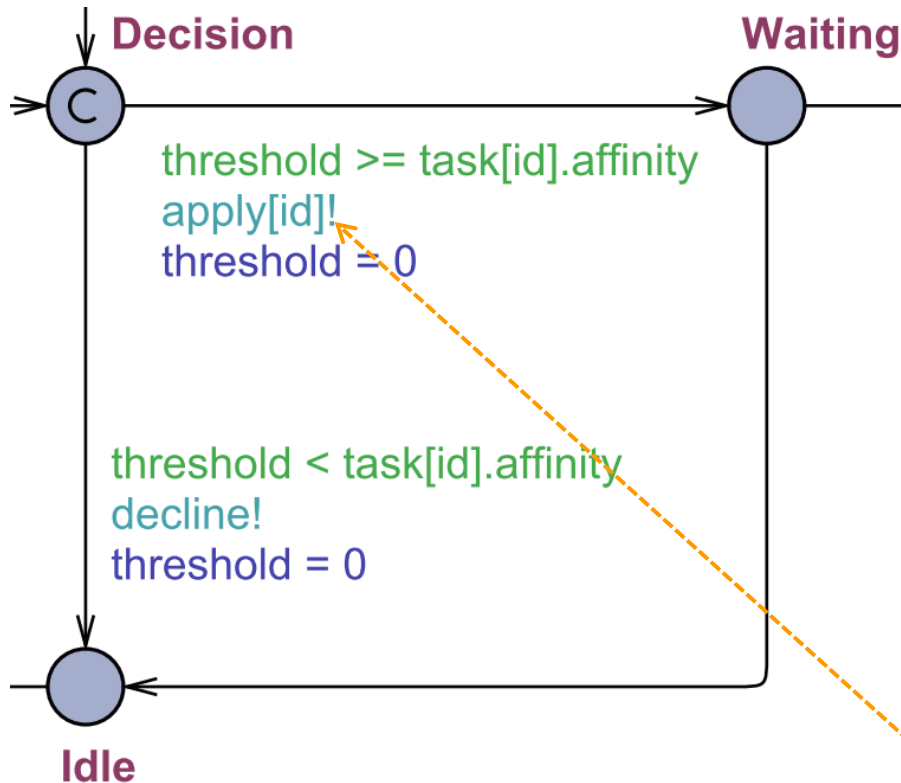 Decision
Waiting
C
threshold >= task[id].affinity
apply[id]!
threshold = 0
threshold < task[id].affinity
decline!
threshold = 0
Idle